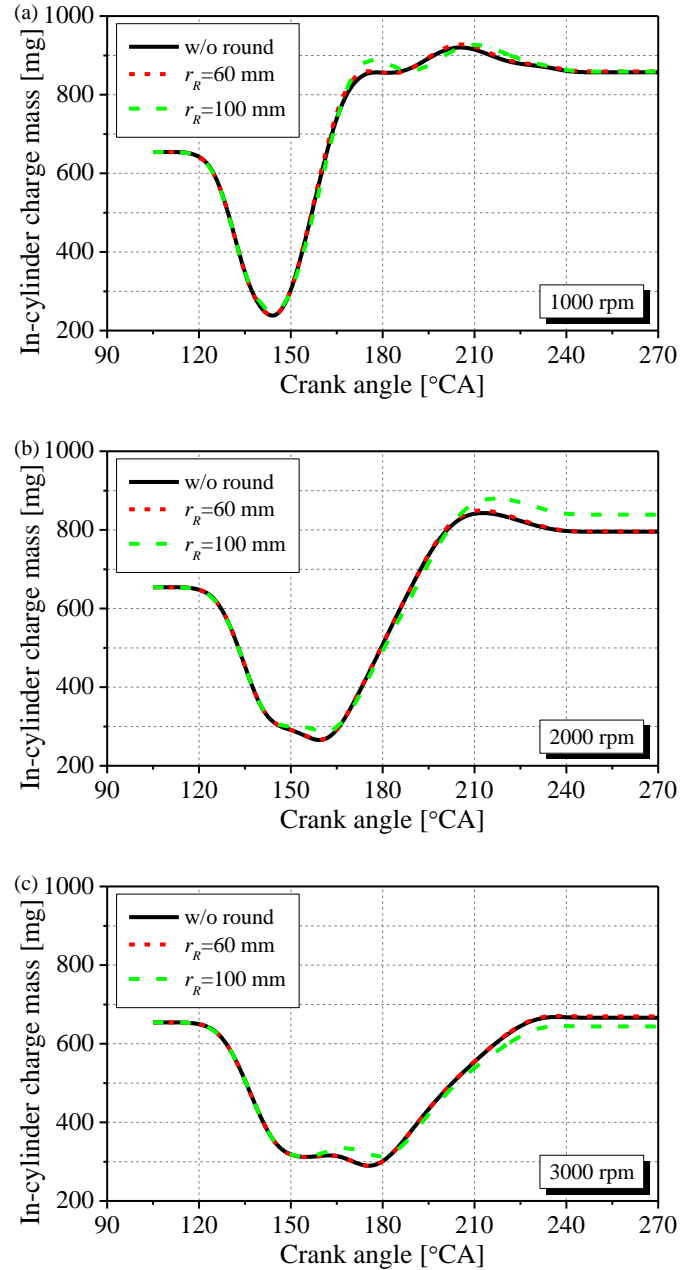 (a)
In-cylinder charge mass [mg]
1000
800
600
400
200
w/o round
r_R=60 mm
r_R=100 mm
1000 rpm
90 120 150 180 210 240 270
Crank angle [°CA]
(b)
In-cylinder charge mass [mg]
1000
800
600
400
200
w/o round
r_R=60 mm
r_R=100 mm
2000 rpm
90 120 150 180 210 240 270
Crank angle [°CA]
(c)
In-cylinder charge mass [mg]
1000
800
600
400
200
w/o round
r_R=60 mm
r_R=100 mm
3000 rpm
90 120 150 180 210 240 270
Crank angle [°CA]